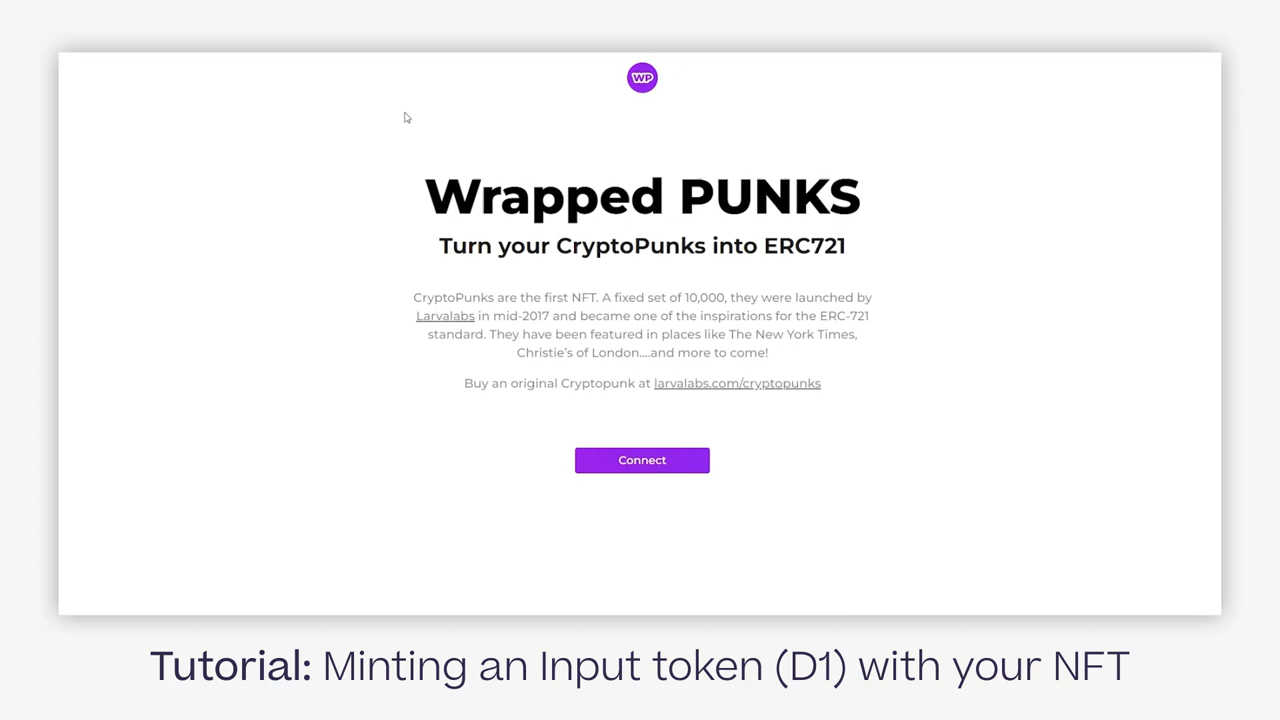 WP
Wrapped PUNKS
Turn your CryptoPunks into ERC721
CryptoPunks are the first NFT. A fixed set of 10,000, they were launched by
Larvalabs in mid-2017 and became one of the inspirations for the ERC-721
standard. They have been featured in places like The New York Times,
Christie's of London....and more to come!
Buy an original Cryptopunk at larvalabs.com/cryptopunks
Connect
Tutorial: Minting an Input token (D1) with your NFT